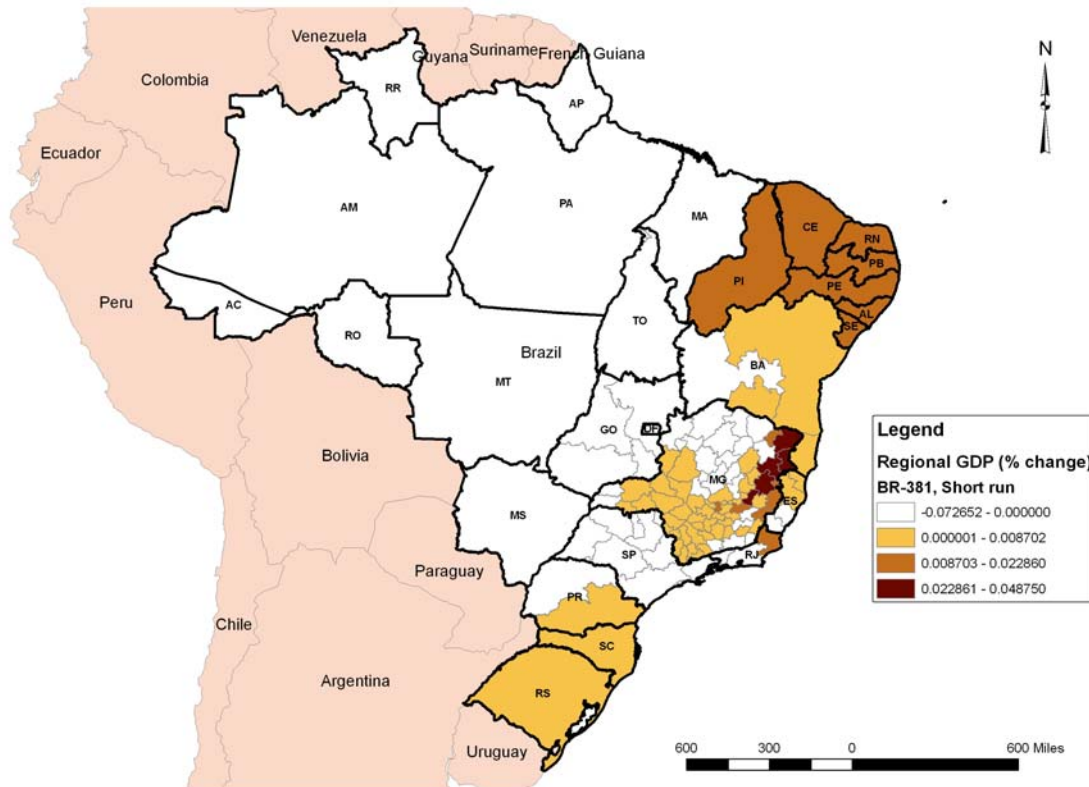 Venezuela
Guyana
Suriname
French Guiana
N
Colombia
RR
AP
Ecuador
AM
PA
MA
CE
RN
PB
PI
PE
AL
SE
Peru
AC
RO
TO
Brazil
BA
MT
GO
DF
Bolivia
MG
ES
MS
SP
RJ
Paraguay
PR
Chile
SC
Argentina
RS
Uruguay
Legend
Regional GDP (% change)
BR-381, Short run
-0.072652 - 0.000000
0.000001 - 0.008702
0.008703 - 0.022860
0.022861 - 0.048750
600 300 0 600 Miles